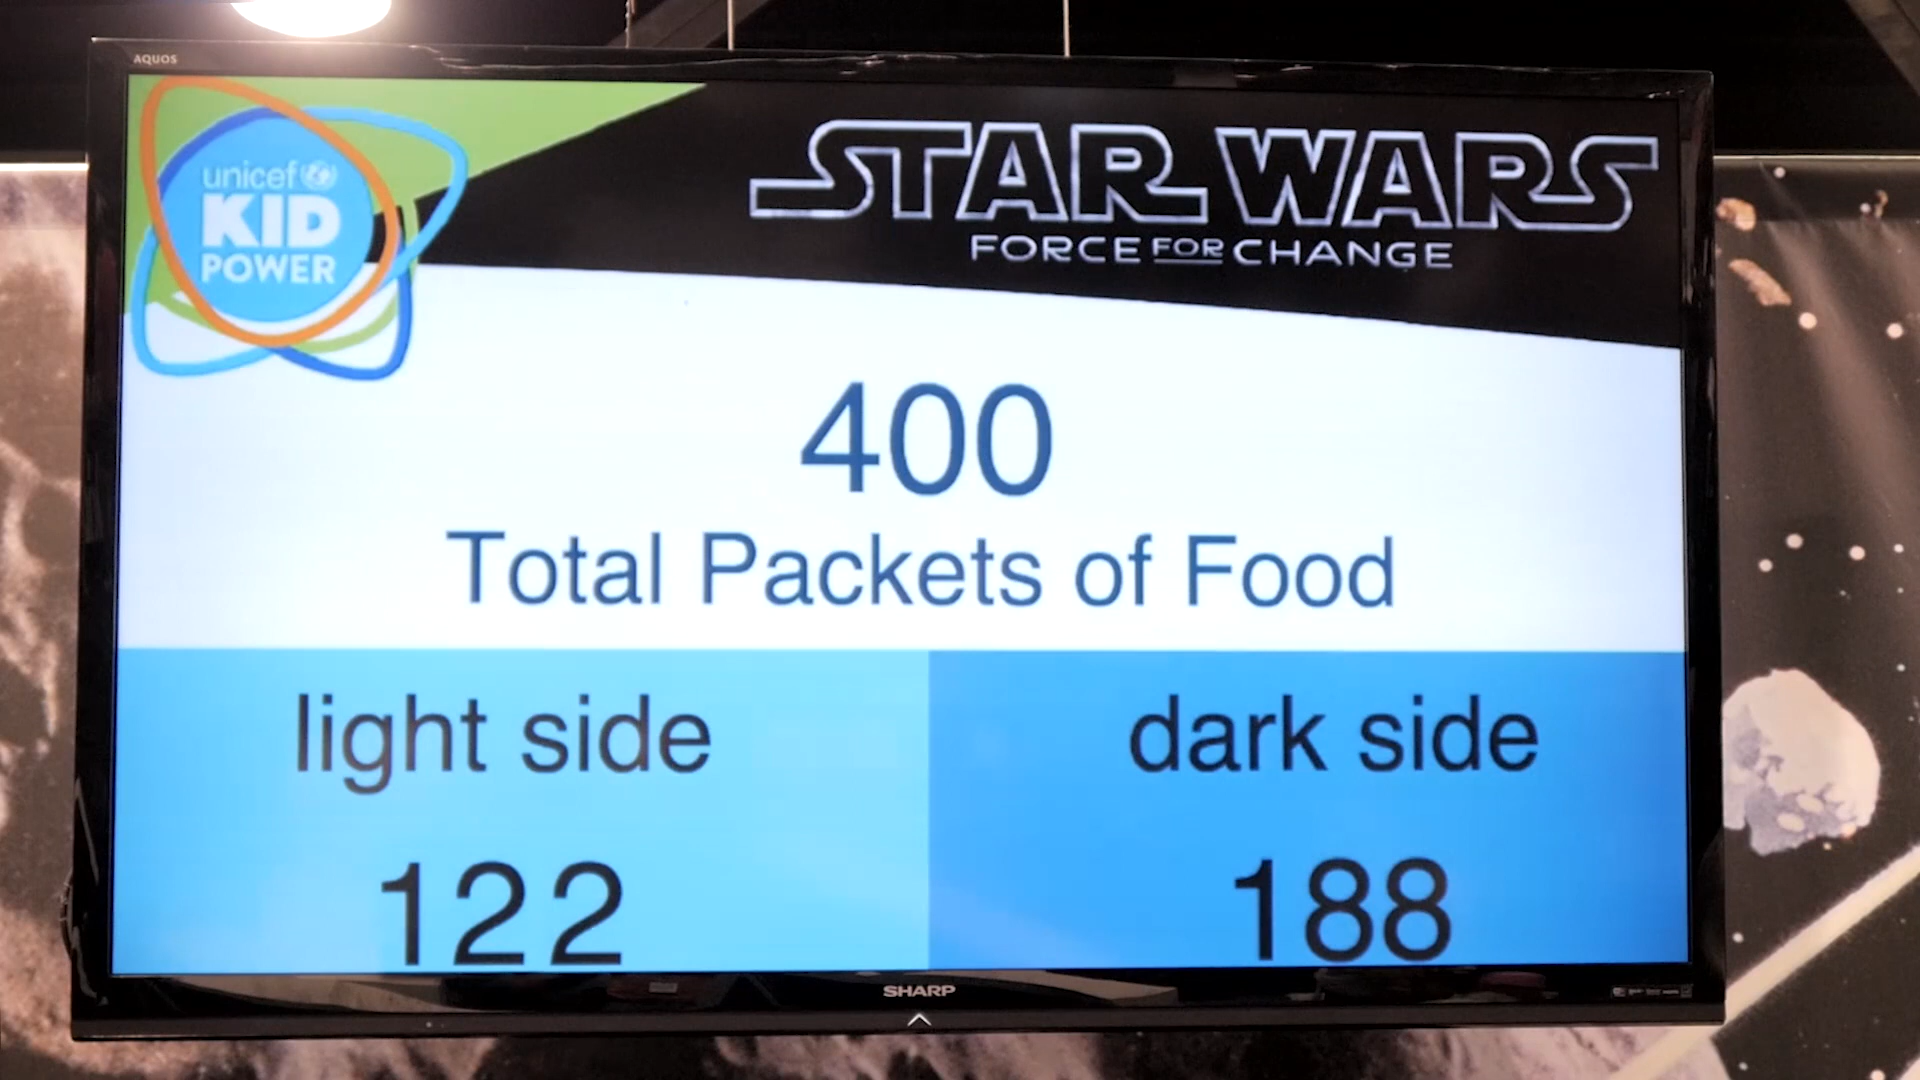 AQUOS
unicef
KID
POWER
STAR WARS
FORCE FOR CHANGE
400
Total Packets of Food
light side
dark side
122
188
SHARP